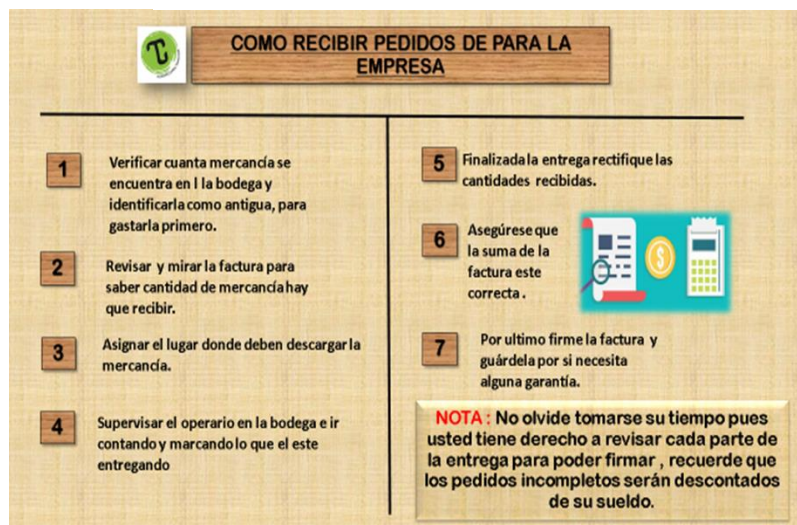 COMO RECIBIR PEDIDOS DE PARA LA
EMPRESA
1
Verificar cuanta mercancía se
encuentra en l la bodega y
identificarla como antigua, para
gastarla primero.
2
Revisar y mirar la factura para
saber cantidad de mercancía hay
que recibir.
3
Asignar el lugar donde deben descargar la
mercancía.
4
Supervisar el operario en la bodega e ir
contando y marcando lo que el este
entregando
5
Finalizada la entrega rectifique las
cantidades recibidas.
6
Asegúrese que
la suma de la
factura este
correcta .
$
7
Por ultimo firme la factura y
guárdela por si necesita
alguna garantía.
NOTA : No olvide tomarse su tiempo pues
usted tiene derecho a revisar cada parte de
la entrega para poder firmar , recuerde que
los pedidos incompletos serán descontados
de su sueldo.